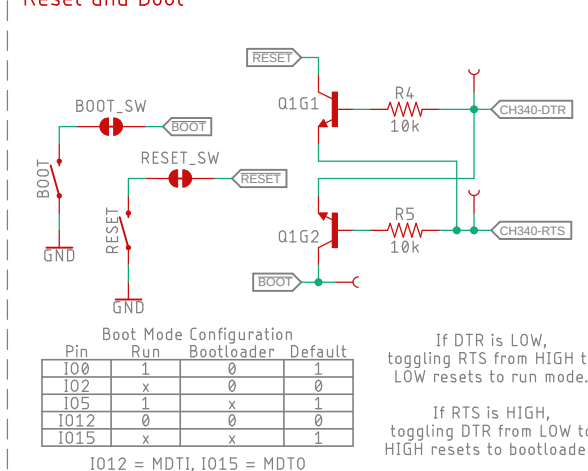 Reset and Boot
RESET
Q1G1
R4
10k
CH340-DTR
BOOT_SW
BOOT
RESET_SW
RESET
BOOT
RESET
GND
GND
Q1G2
R5
10k
CH340-RTS
BOOT
Boot Mode Configuration
Pin Run Bootloader Default
IO0 1 0 1
IO2 x 0 0
IO5 1 x 1
IO12 0 0 0
IO15 x x 1
IO12 = MDTI, IO15 = MDTO
If DTR is LOW,
toggling RTS from HIGH
LOW resets to run mode.
If RTS is HIGH,
toggling DTR from LOW
HIGH resets to